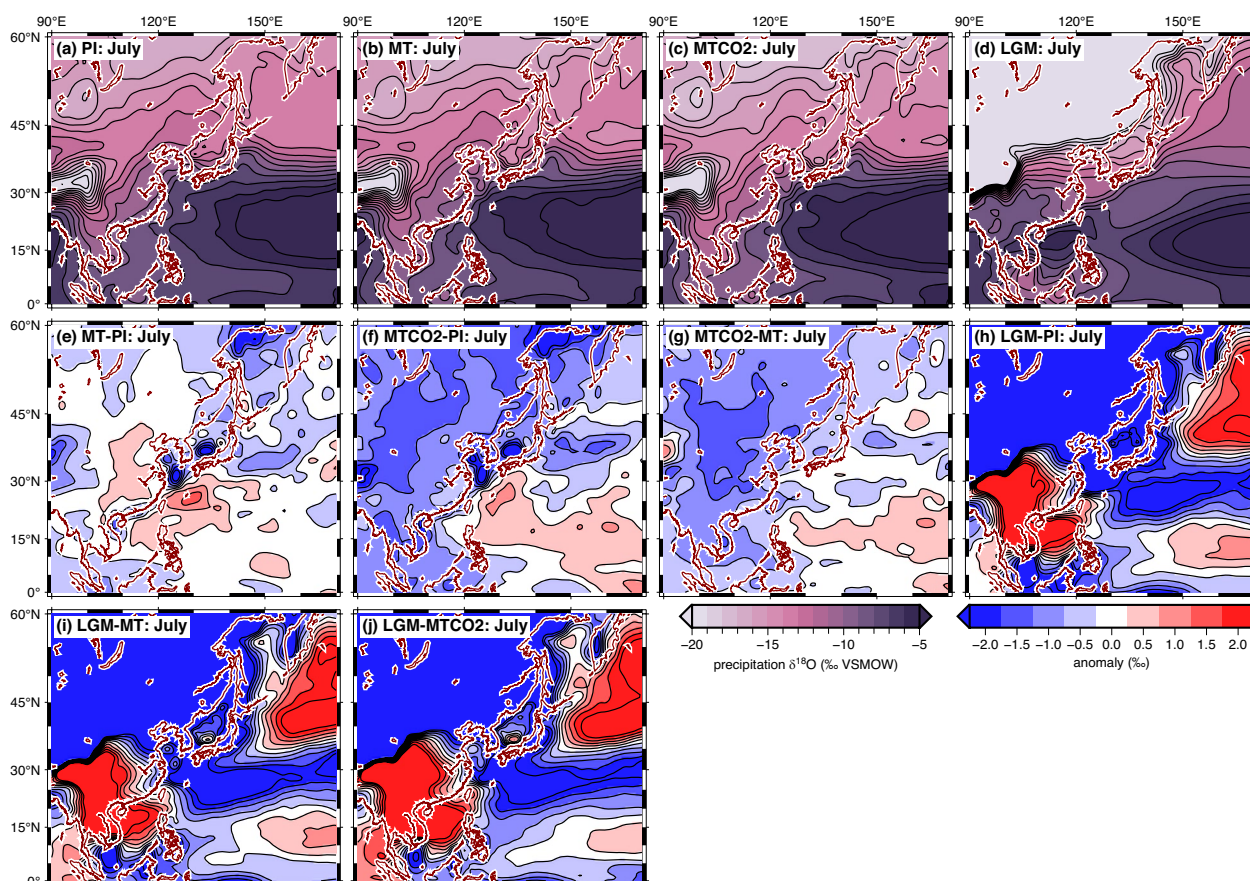 90°E 120°E 150°E 90°E 120°E 150°E 90°E 120°E 150°E 90°E 120°E 150°E
60°N (a) PI: July (b) MT: July (c) MTCO2: July (d) LGM: July
45°N
30°N
15°N
0°
60°N (e) MT-PI: July (f) MTCO2-PI: July (g) MTCO2-MT: July (h) LGM-PI: July
45°N
30°N
15°N
0°
60°N (i) LGM-MT: July (j) LGM-MTCO2: July
−20 −15 −10 −5
precipitation δ¹⁸O (‰ VSMOW)
−2.0 −1.5 −1.0 −0.5 0.0 0.5 1.0 1.5 2.0
anomaly (‰)
45°N
30°N
15°N
0°